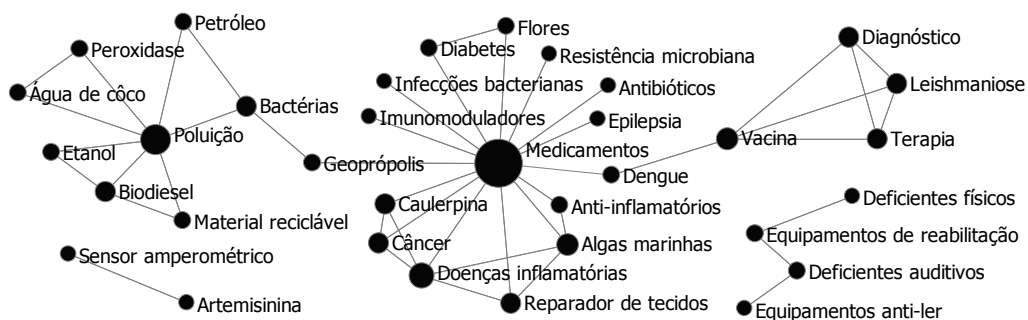 Petróleo
Peroxidase
Água de côco
Bactérias
Poluição
Etanol
Biodiesel
Material reciclável
Sensor amperométrico
Artemisinina
Flores
Diabetes
Resistência microbiana
Infecções bacterianas
Antibióticos
Imunomoduladores
Epilepsia
Medicamentos
Geoprópolis
Dengue
Caulerpina
Anti-inflamatórios
Câncer
Algas marinhas
Doenças inflamatórias
Reparador de tecidos
Diagnóstico
Leishmaniose
Vacina
Terapia
Deficientes físicos
Equipamentos de reabilitação
Deficientes auditivos
Equipamentos anti-ler